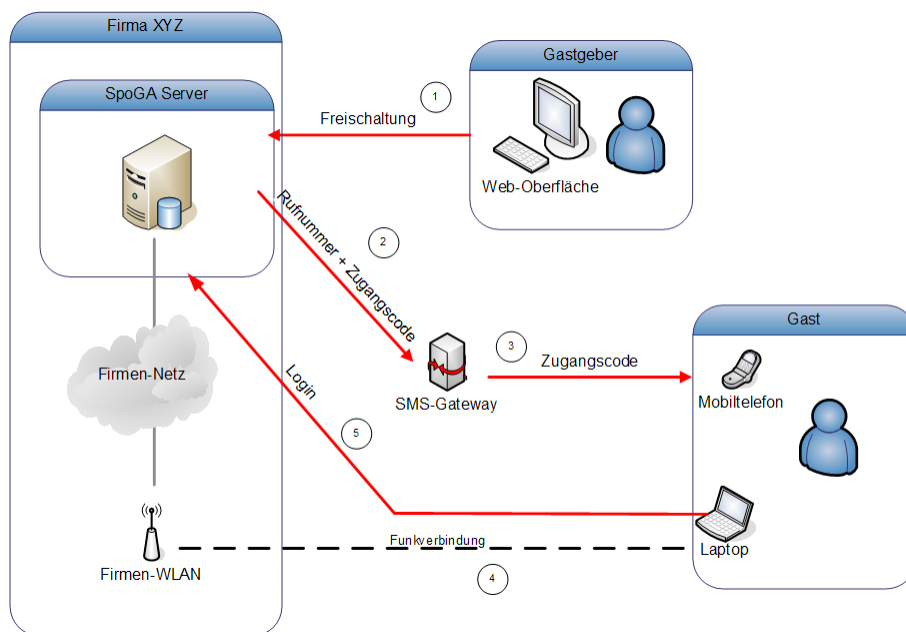 Firma XYZ
SpoGA Server
Gastgeber
1
Freischaltung
Web-Oberfläche
Rufnummer + Zugangscode
2
Firmen-Netz
SMS-Gateway
3
Zugangscode
Gast
Mobiltelefon
Login
5
Laptop
Firmen-WLAN
Funkverbindung
4